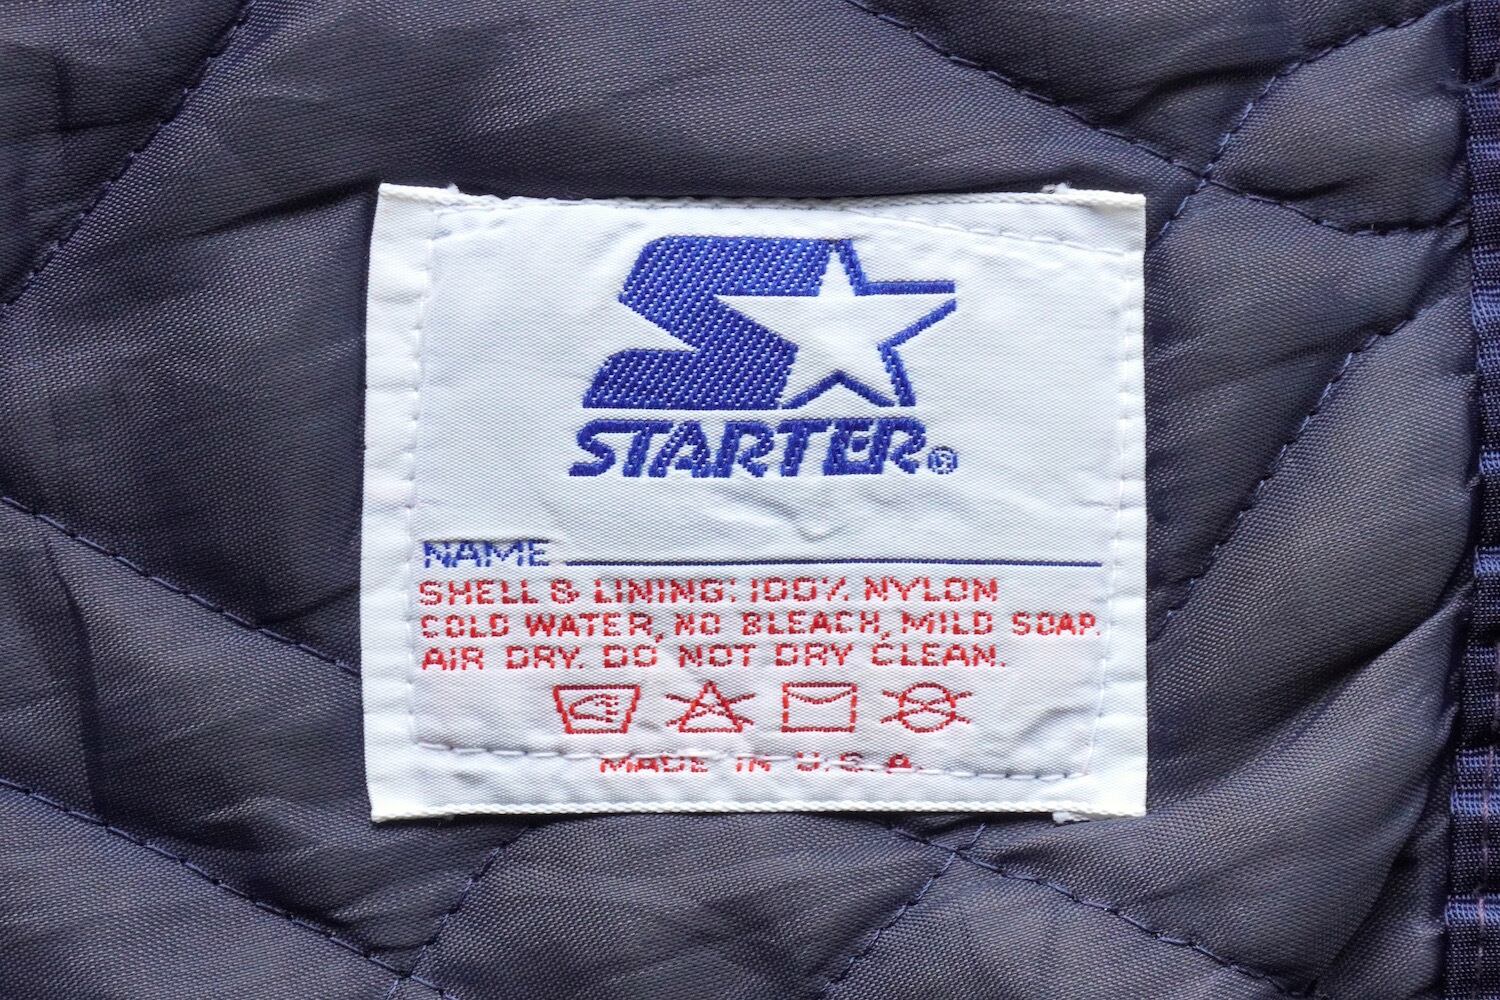 STARTER®
NAME
SHELL & LINING: 100% NYLON
COLD WATER, NO BLEACH, MILD SOAP.
AIR DRY. DO NOT DRY CLEAN.
MADE IN U.S.A.